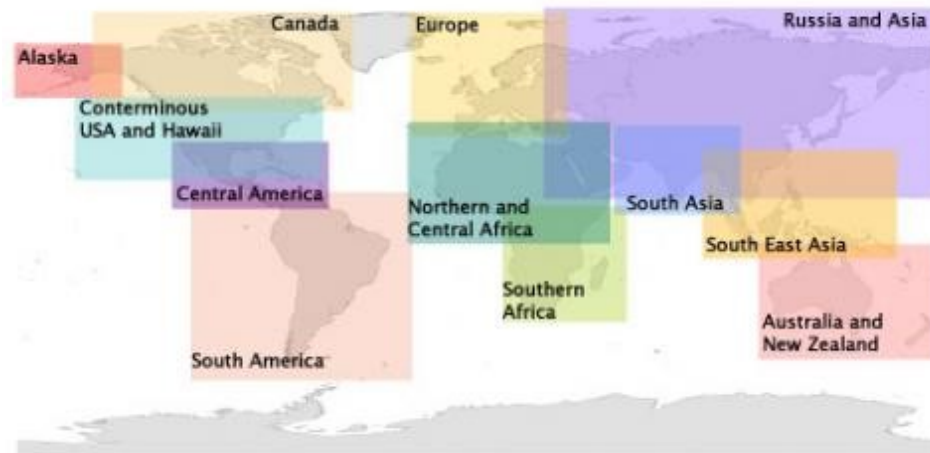 Canada
Europe
Russia and Asia
Alaska
Conterminous
USA and Hawaii
Central America
Northern and
Central Africa
South Asia
South East Asia
Southern
Africa
Australia and
New Zealand
South America